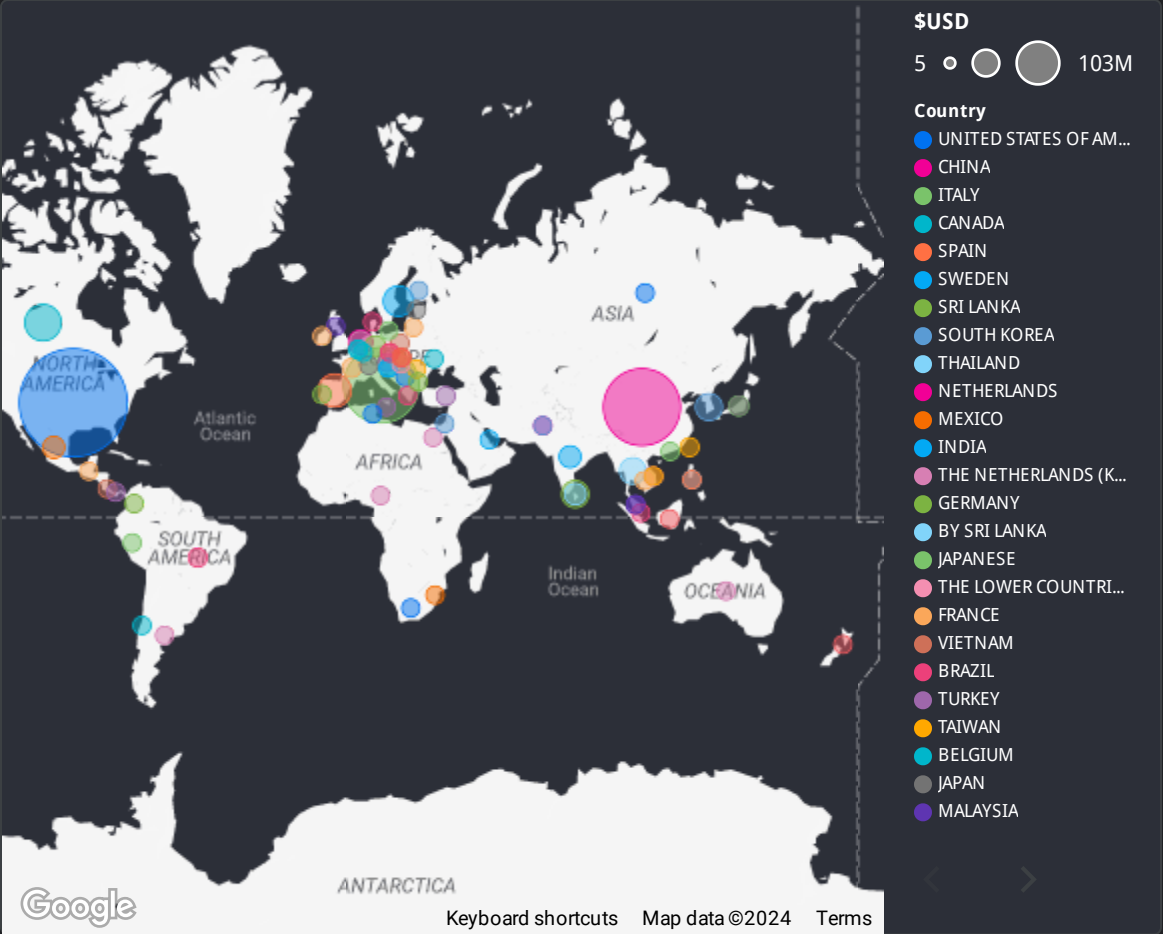 $USD
5 103M
Country
UNITED STATES OF AM...
CHINA
ITALY
CANADA
SPAIN
SWEDEN
SRI LANKA
SOUTH KOREA
THAILAND
NETHERLANDS
MEXICO
INDIA
THE NETHERLANDS (K...
GERMANY
BY SRI LANKA
JAPANESE
THE LOWER COUNTRI...
FRANCE
VIETNAM
BRAZIL
TURKEY
TAIWAN
BELGIUM
JAPAN
MALAYSIA
ASIA
NORTH
AMERICA
Atlantic
Ocean
AFRICA
SOUTH
AMERICA
Indian
Ocean
OCEANIA
ANTARCTICA
Google
Keyboard shortcuts Map data ©2024 Terms